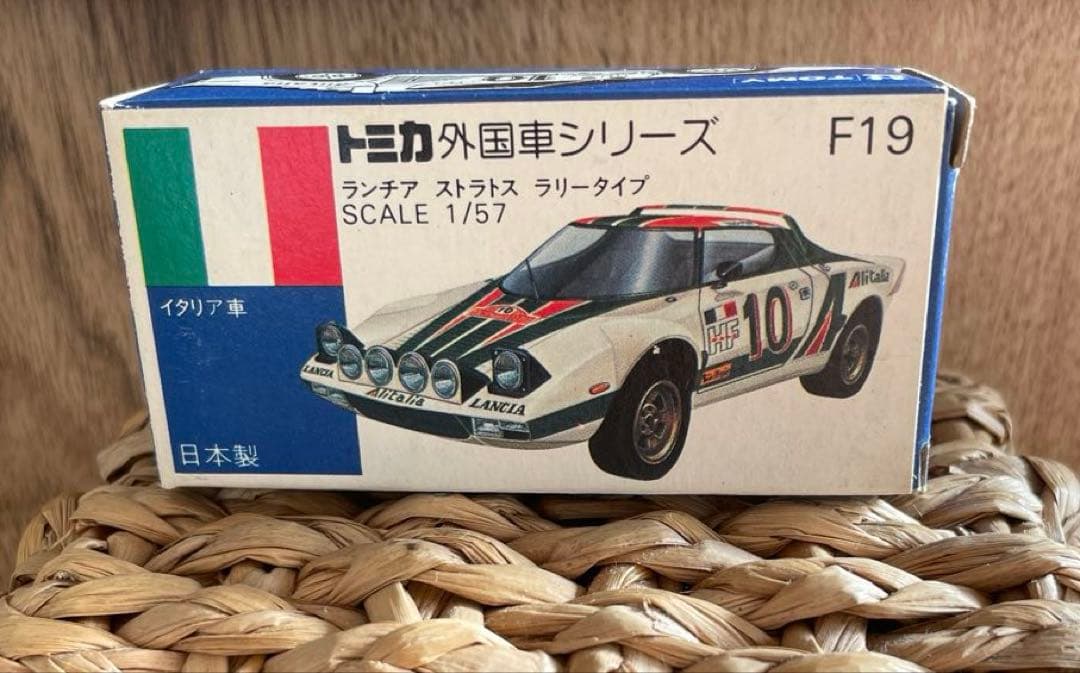 TOMY
トミカ 外国車シリーズ F19
ランチア ストラトス ラリータイプ
SCALE 1/57
イタリア車
日本製
10
Alitalia
HF
10
LANCIA
Alitalia
LANCIA